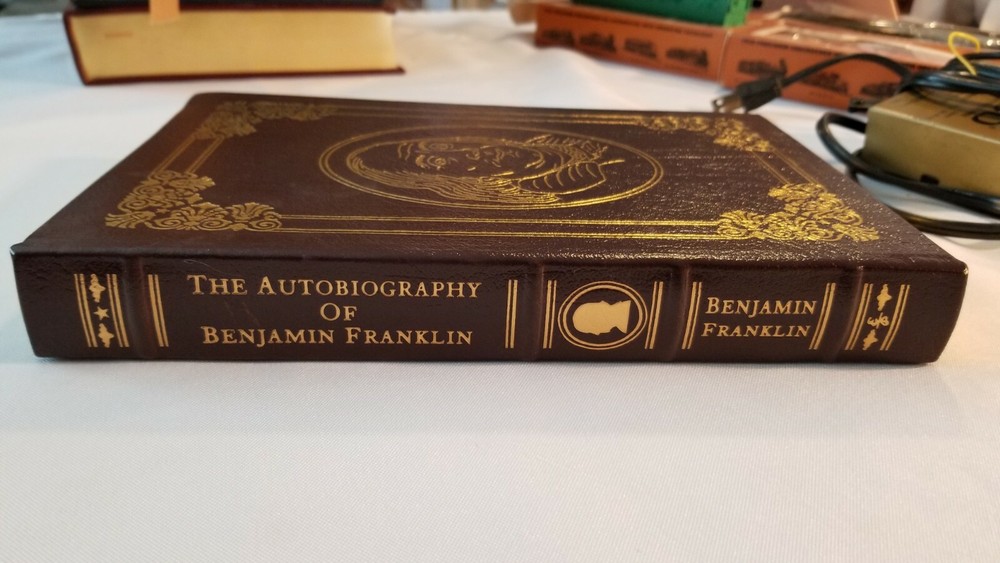 THE AUTOBIOGRAPHY
OF
BENJAMIN FRANKLIN
BENJAMIN
FRANKLIN